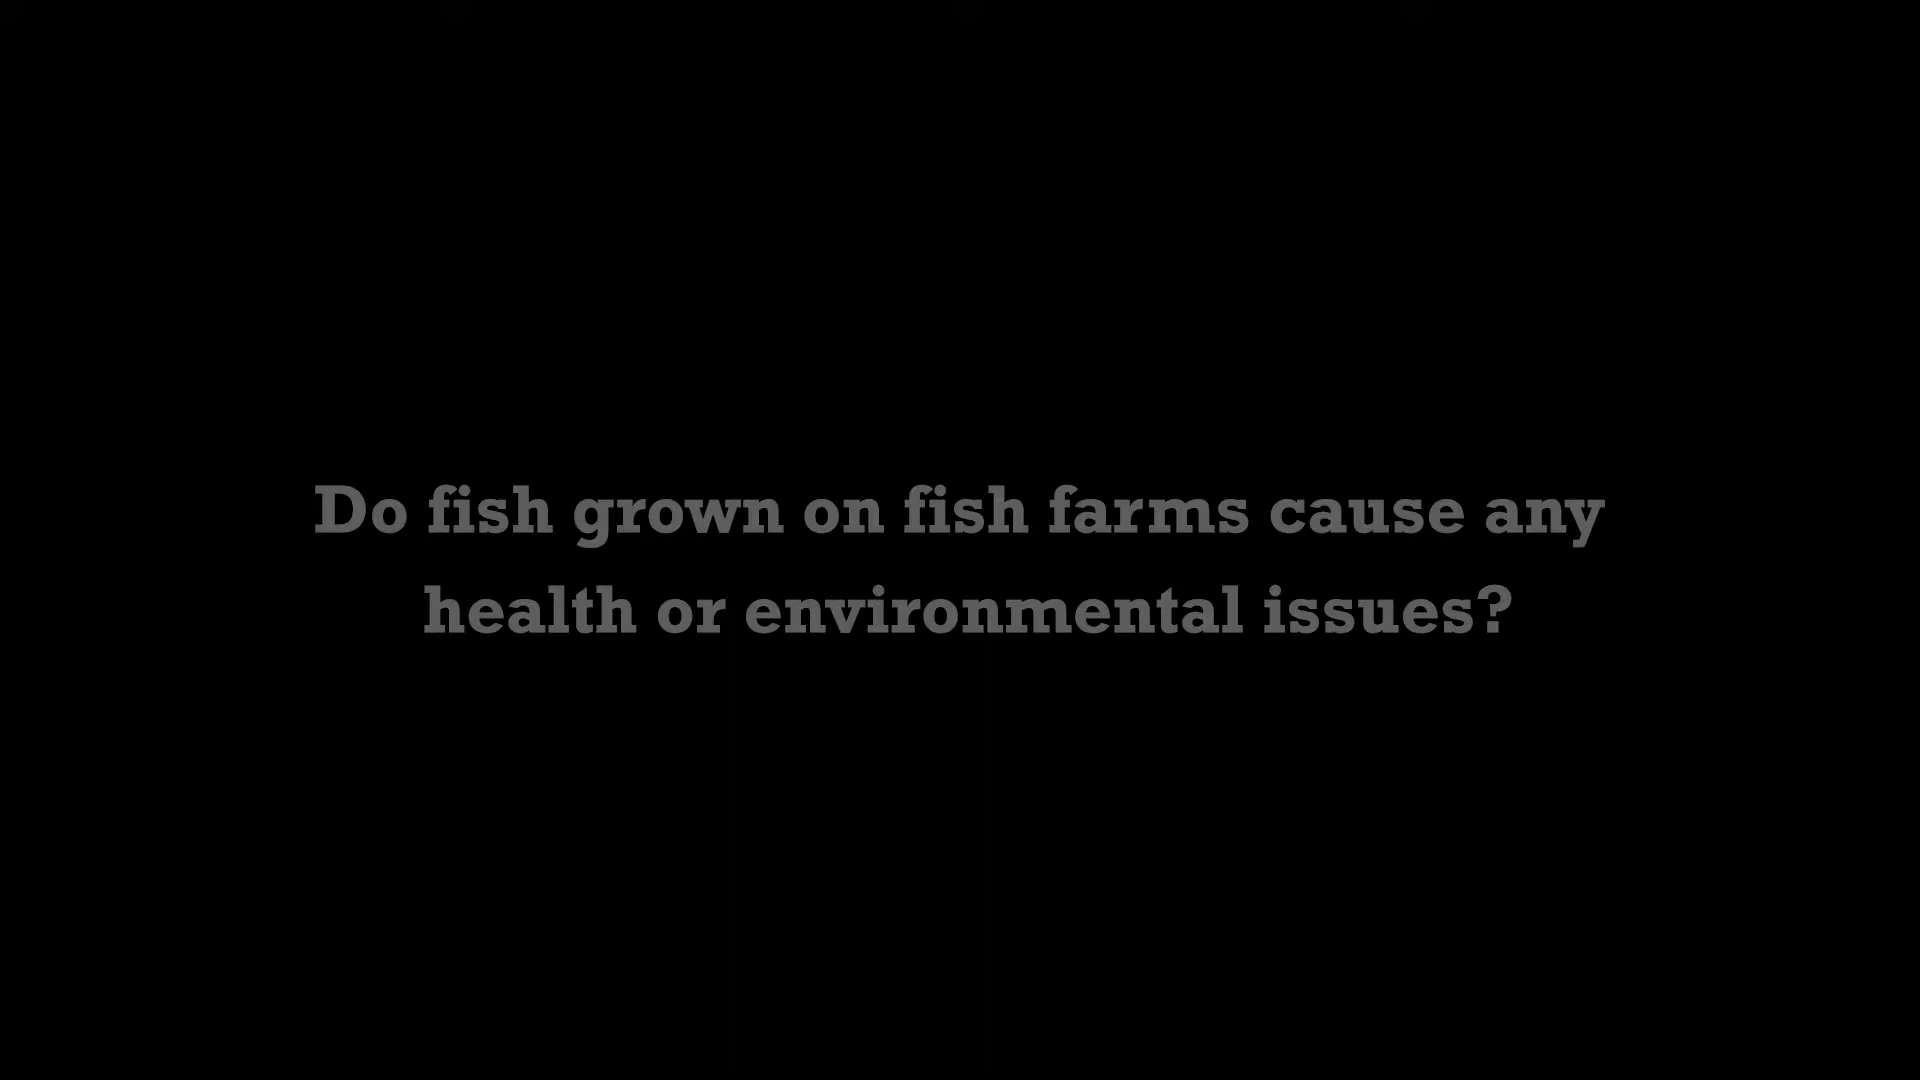 Do fish grown on fish farms cause any
health or environmental issues?